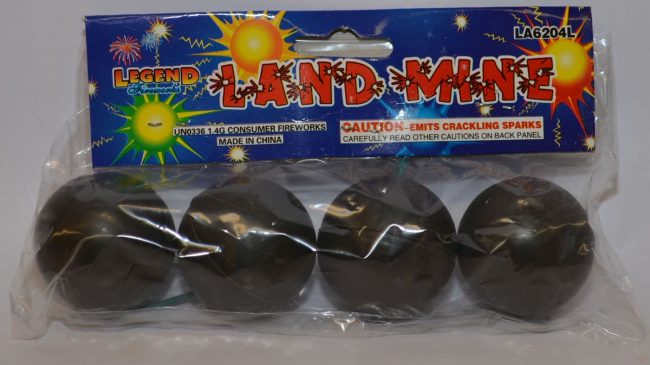 LA6204L
LEGEND
Fireworks
LAND MINE
UN0336 1.4G CONSUMER FIREWORKS
MADE IN CHINA
CAUTION-EMITS CRACKLING SPARKS
CAREFULLY READ OTHER CAUTIONS ON BACK PANEL